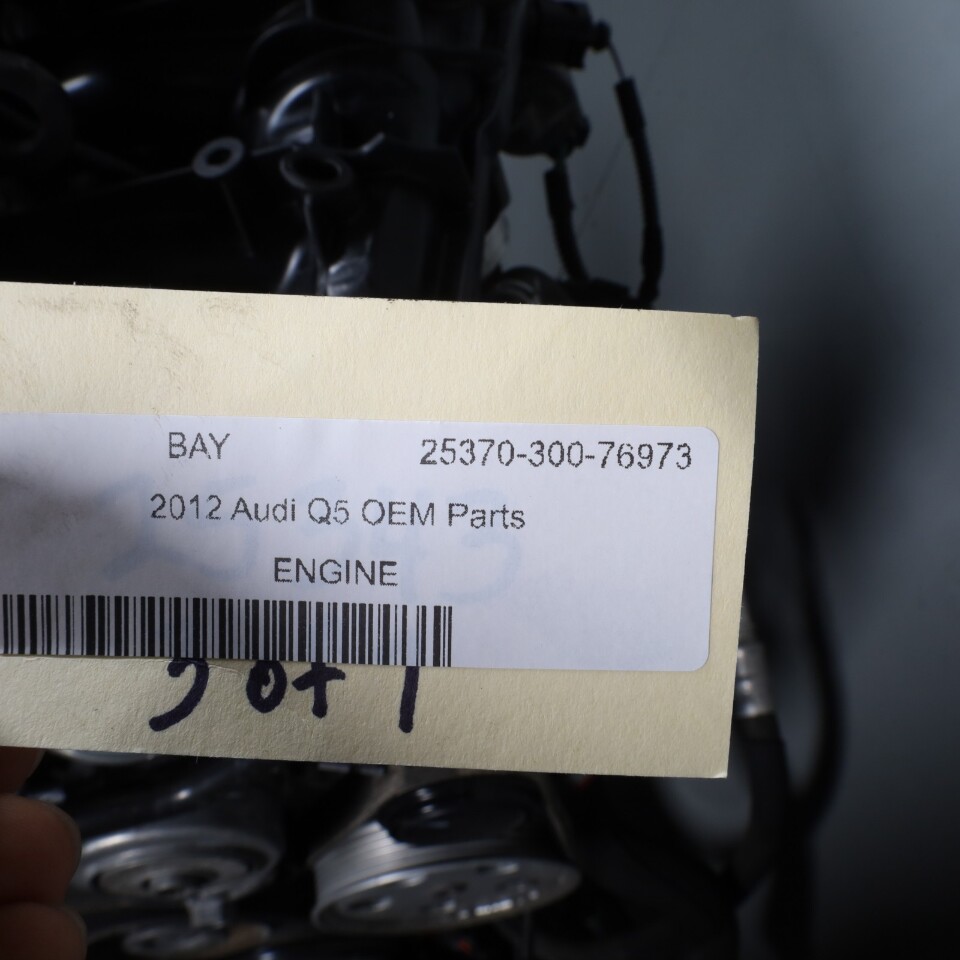 BAY 25370-300-76973
2012 Audi Q5 OEM Parts
ENGINE